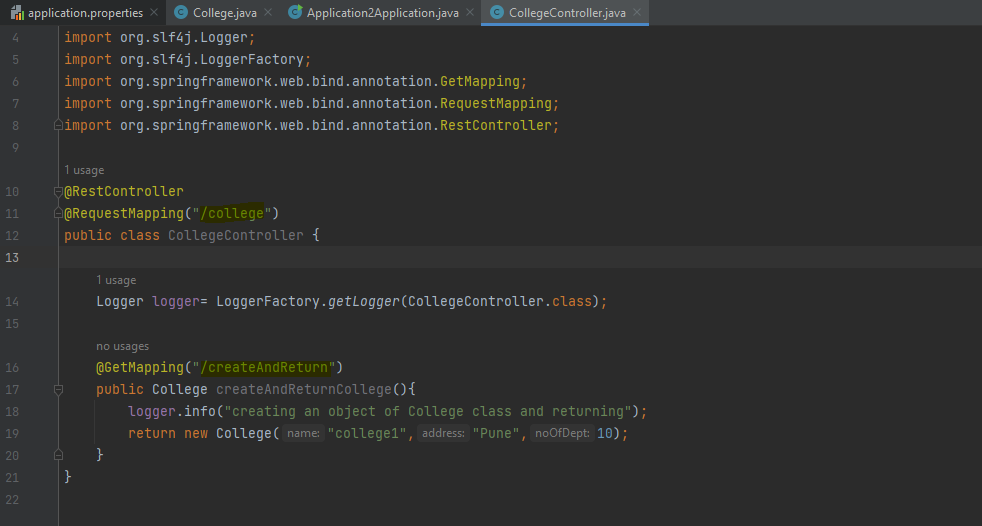 application.properties College.java Application2Application.java CollegeController.java
4 import org.slf4j.Logger;
5 import org.slf4j.LoggerFactory;
6 import org.springframework.web.bind.annotation.GetMapping;
7 import org.springframework.web.bind.annotation.RequestMapping;
8 import org.springframework.web.bind.annotation.RestController;
9
1 usage
10 @RestController
11 @RequestMapping("/college")
12 public class CollegeController {
13
1 usage
14 Logger logger= LoggerFactory.getLogger(CollegeController.class);
15
no usages
16 @GetMapping("/createAndReturn")
17 public College createAndReturnCollege(){
18 logger.info("creating an object of College class and returning");
19 return new College( name: "college1", address: "Pune", noOfDept: 10);
20 }
21 }
22